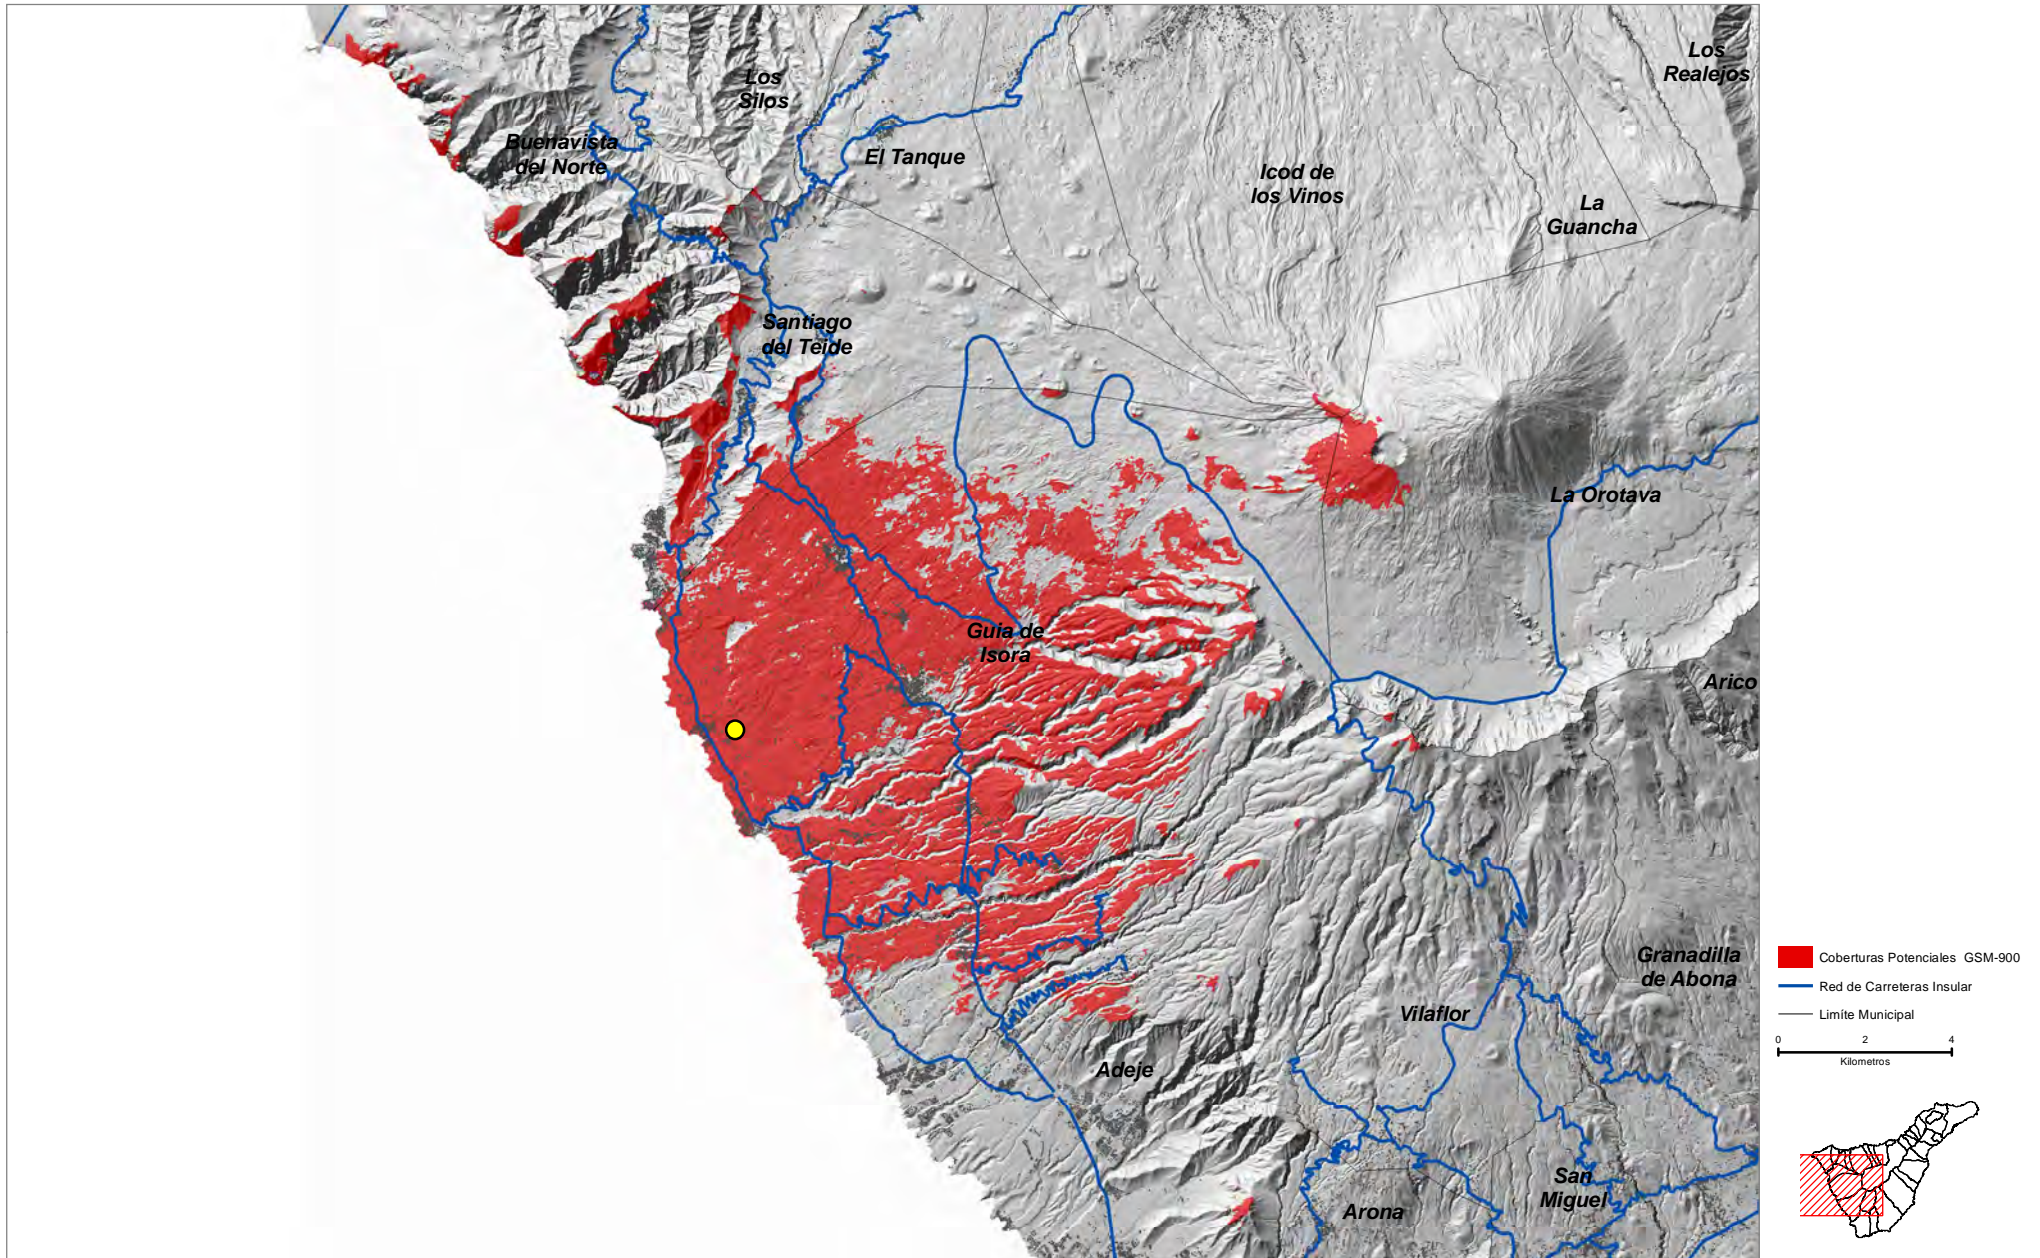 Los
Realejos
Los
Silos
Buenavista
del Norte
El Tanque
Icod de
los Vinos
La
Guancha
Santiago
del Teide
La Orotava
Guia de
Isora
Arico
Granadilla
de Abona
Vilaflor
Adeje
San
Miguel
Arona
Coberturas Potenciales GSM-900
Red de Carreteras Insular
Limíte Municipal
0 2 4
Kilometros